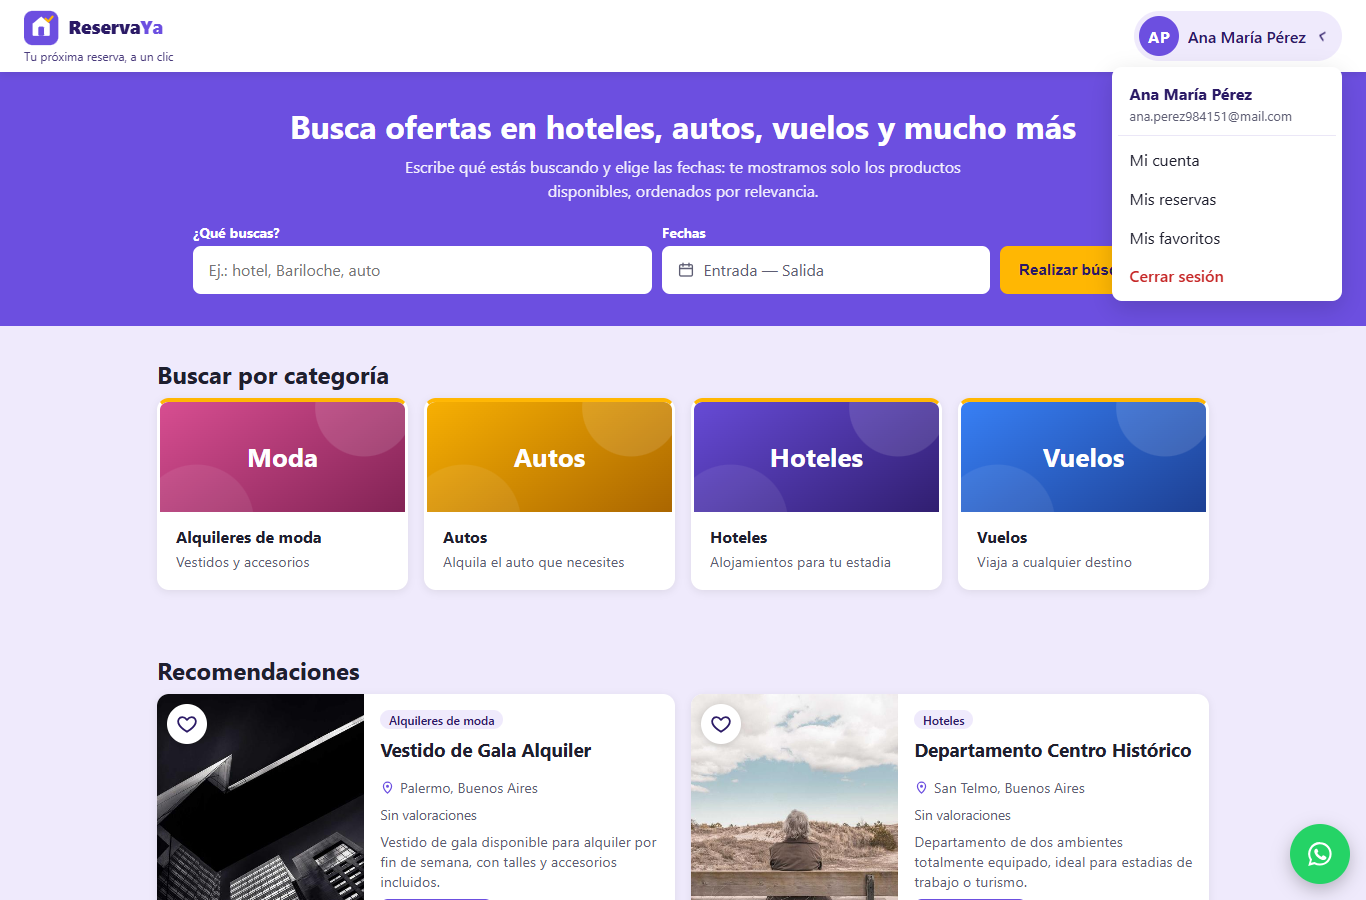 ReservaYa
Tu próxima reserva, a un clic
AP
Ana María Pérez
Ana María Pérez
ana.perez984151@mail.com
Mi cuenta
Mis reservas
Mis favoritos
Cerrar sesión
Busca ofertas en hoteles, autos, vuelos y mucho más
Escribe qué estás buscando y elige las fechas: te mostramos solo los productos
disponibles, ordenados por relevancia.
¿Qué buscas?
Fechas
Ej.: hotel, Bariloche, auto
Entrada — Salida
Realizar búsc
Buscar por categoría
Moda
Autos
Hoteles
Vuelos
Alquileres de moda
Vestidos y accesorios
Autos
Alquila el auto que necesites
Hoteles
Alojamientos para tu estadia
Vuelos
Viaja a cualquier destino
Recomendaciones
Alquileres de moda
Vestido de Gala Alquiler
Palermo, Buenos Aires
Sin valoraciones
Vestido de gala disponible para alquiler por
fin de semana, con talles y accesorios
incluidos.
Hoteles
Departamento Centro Histórico
San Telmo, Buenos Aires
Sin valoraciones
Departamento de dos ambientes
totalmente equipado, ideal para estadias de
trabajo o turismo.